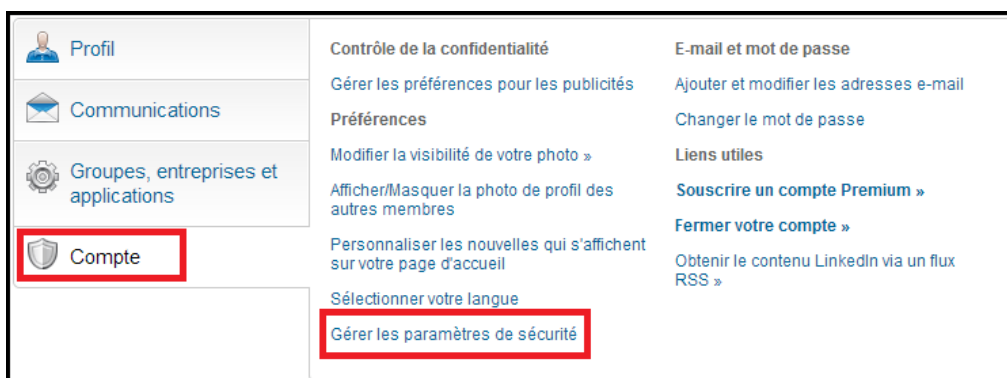 Profil
Communications
Groupes, entreprises et
applications
Compte
Contrôle de la confidentialité
Gérer les préférences pour les publicités
Préférences
Modifier la visibilité de votre photo »
Afficher/Masquer la photo de profil des
autres membres
Personnaliser les nouvelles qui s'affichent
sur votre page d'accueil
Sélectionner votre langue
Gérer les paramètres de sécurité
E-mail et mot de passe
Ajouter et modifier les adresses e-mail
Changer le mot de passe
Liens utiles
Souscrire un compte Premium »
Fermer votre compte »
Obtenir le contenu LinkedIn via un flux
RSS »